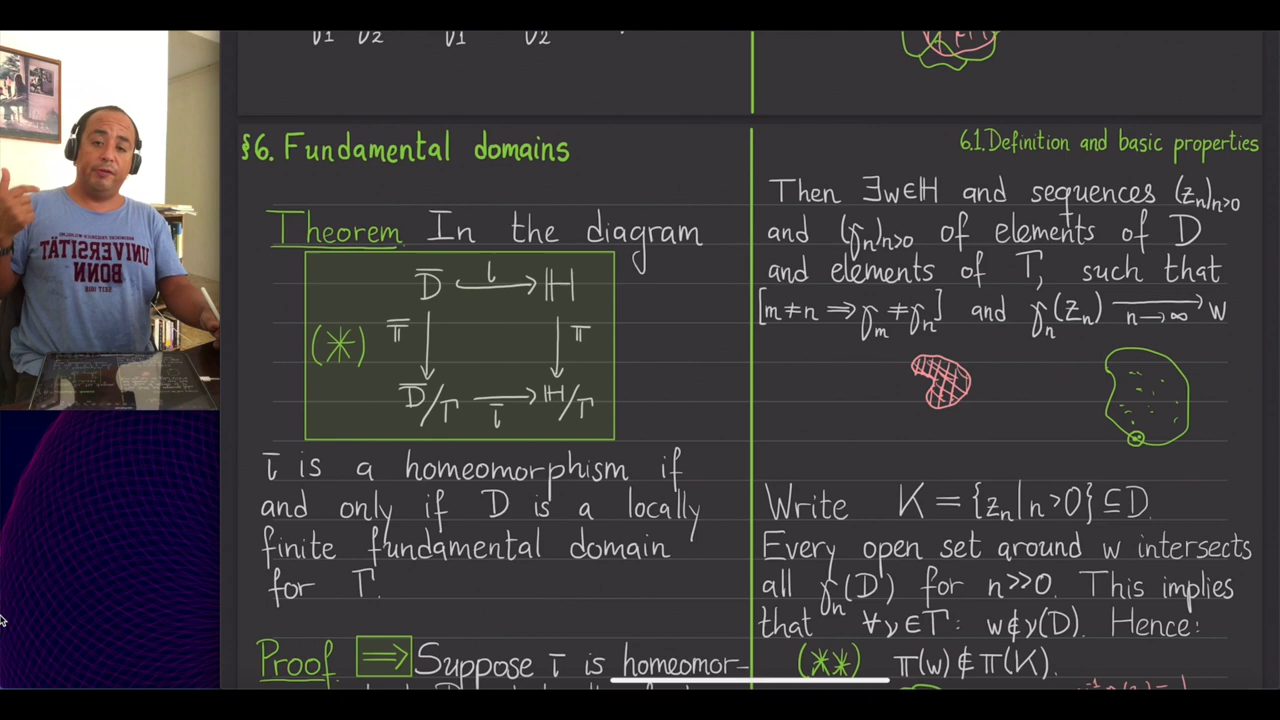 UNIVERSITÄT
BONN
SEIT 1818
§6. Fundamental domains
Theorem. In the diagram
D̅ ι ℍ
(*) π̅ π
D̅/Γ ι̅ ℍ/Γ
ι̅ is a homeomorphism if
and only if D is a locally
finite fundamental domain
for Γ.
Proof. ⟹ Suppose ι̅ is homeomor-
6.1. Definition and basic properties
Then ∃w∈ℍ and sequences (zₙ)ₙ>₀
and (γₙ)ₙ>₀ of elements of D
and elements of Γ, such that
[m≠n ⟹ γₘ≠γₙ] and γₙ(zₙ) ⟶ w
n→∞
Write K = {zₙ | n>0} ⊆ D.
Every open set around w intersects
all γₙ(D) for n>>0. This implies
that ∀γ∈Γ: w∉γ(D). Hence:
(**) π(w) ∉ π(K).